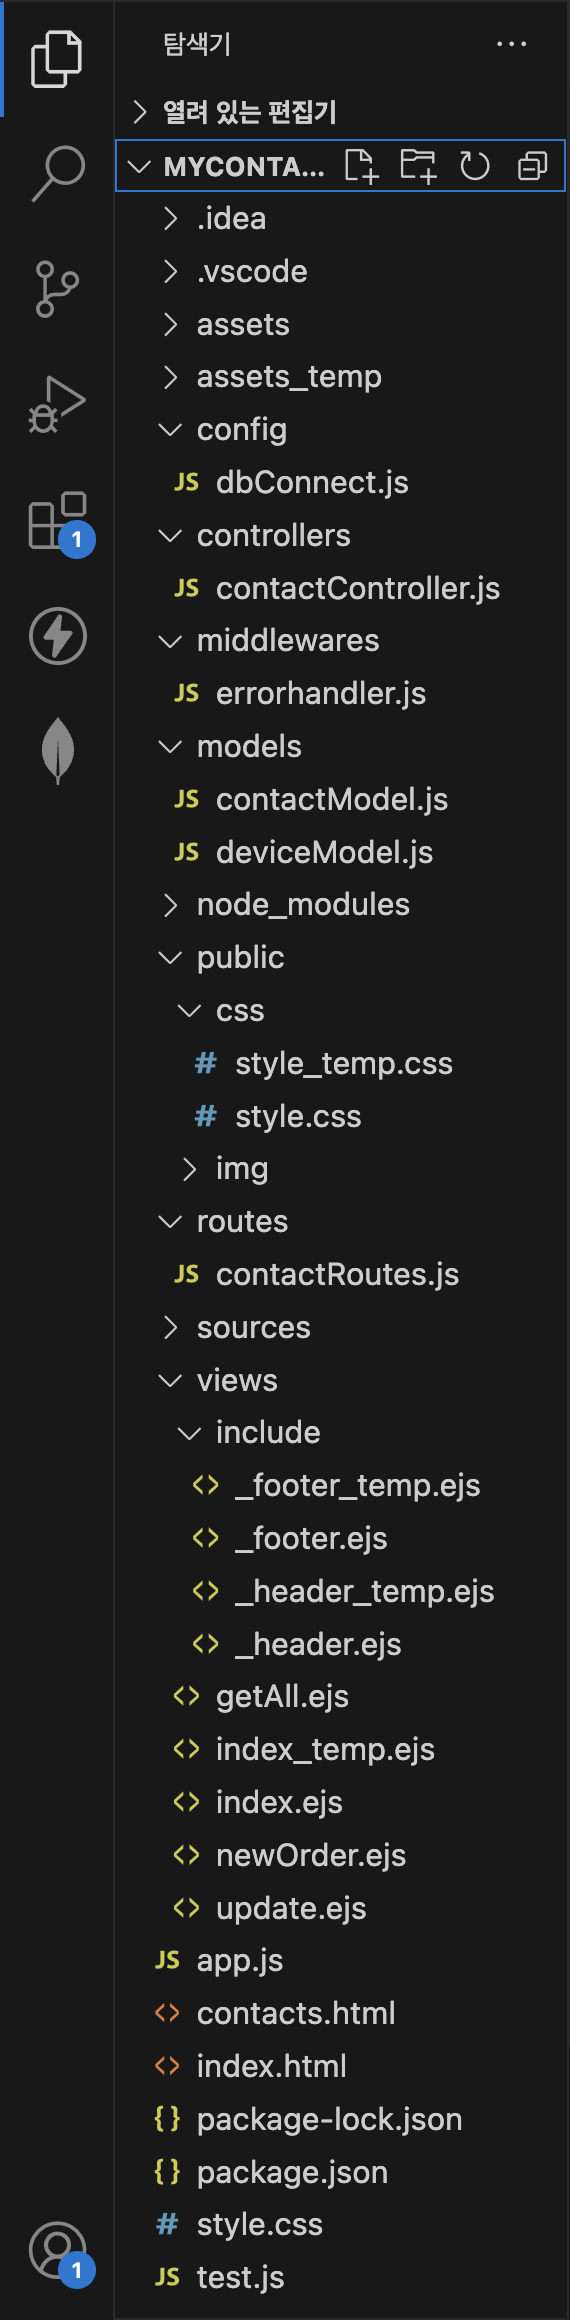 탐색기
열려 있는 편집기
MYCONTA...
.idea
.vscode
assets
assets_temp
config
JS dbConnect.js
controllers
JS contactController.js
middlewares
JS errorhandler.js
models
JS contactModel.js
JS deviceModel.js
node_modules
public
css
# style_temp.css
# style.css
img
routes
JS contactRoutes.js
sources
views
include
<> _footer_temp.ejs
<> _footer.ejs
<> _header_temp.ejs
<> _header.ejs
<> getAll.ejs
<> index_temp.ejs
<> index.ejs
<> newOrder.ejs
<> update.ejs
JS app.js
<> contacts.html
<> index.html
{} package-lock.json
{} package.json
# style.css
JS test.js
1
1